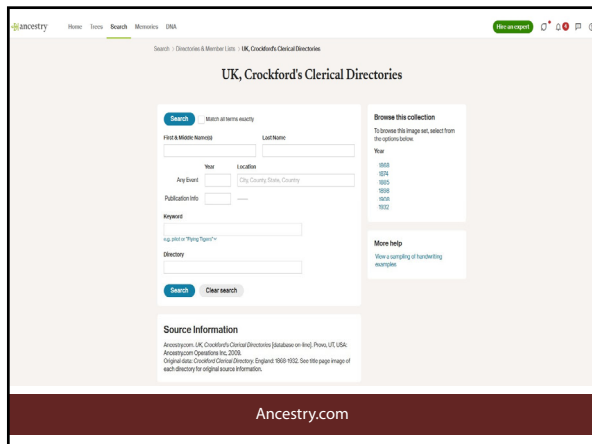 ancestry Home Trees Search Memories DNA Hire an expert 4
Search > Directories & Member Lists > UK, Crockford's Clerical Directories
UK, Crockford's Clerical Directories
Search Match all terms exactly
First & Middle Name(s) Last Name
Year Location
Any Event City, County, State, Country
Publication Info
Keyword
e.g. pilot or "Flying Tigers"
Directory
Search Clear search
Source Information
Ancestry.com. UK, Crockford's Clerical Directories [database on-line]. Provo, UT, USA:
Ancestry.com Operations Inc, 2009.
Original data: Crockford Clerical Directory; England: 1868-1932. See title page image of
each directory for original source information.
Browse this collection
To browse this image set, select from
the options below.
Year
1868
1874
1885
1898
1908
1932
More help
View a sampling of handwriting
examples
Ancestry.com